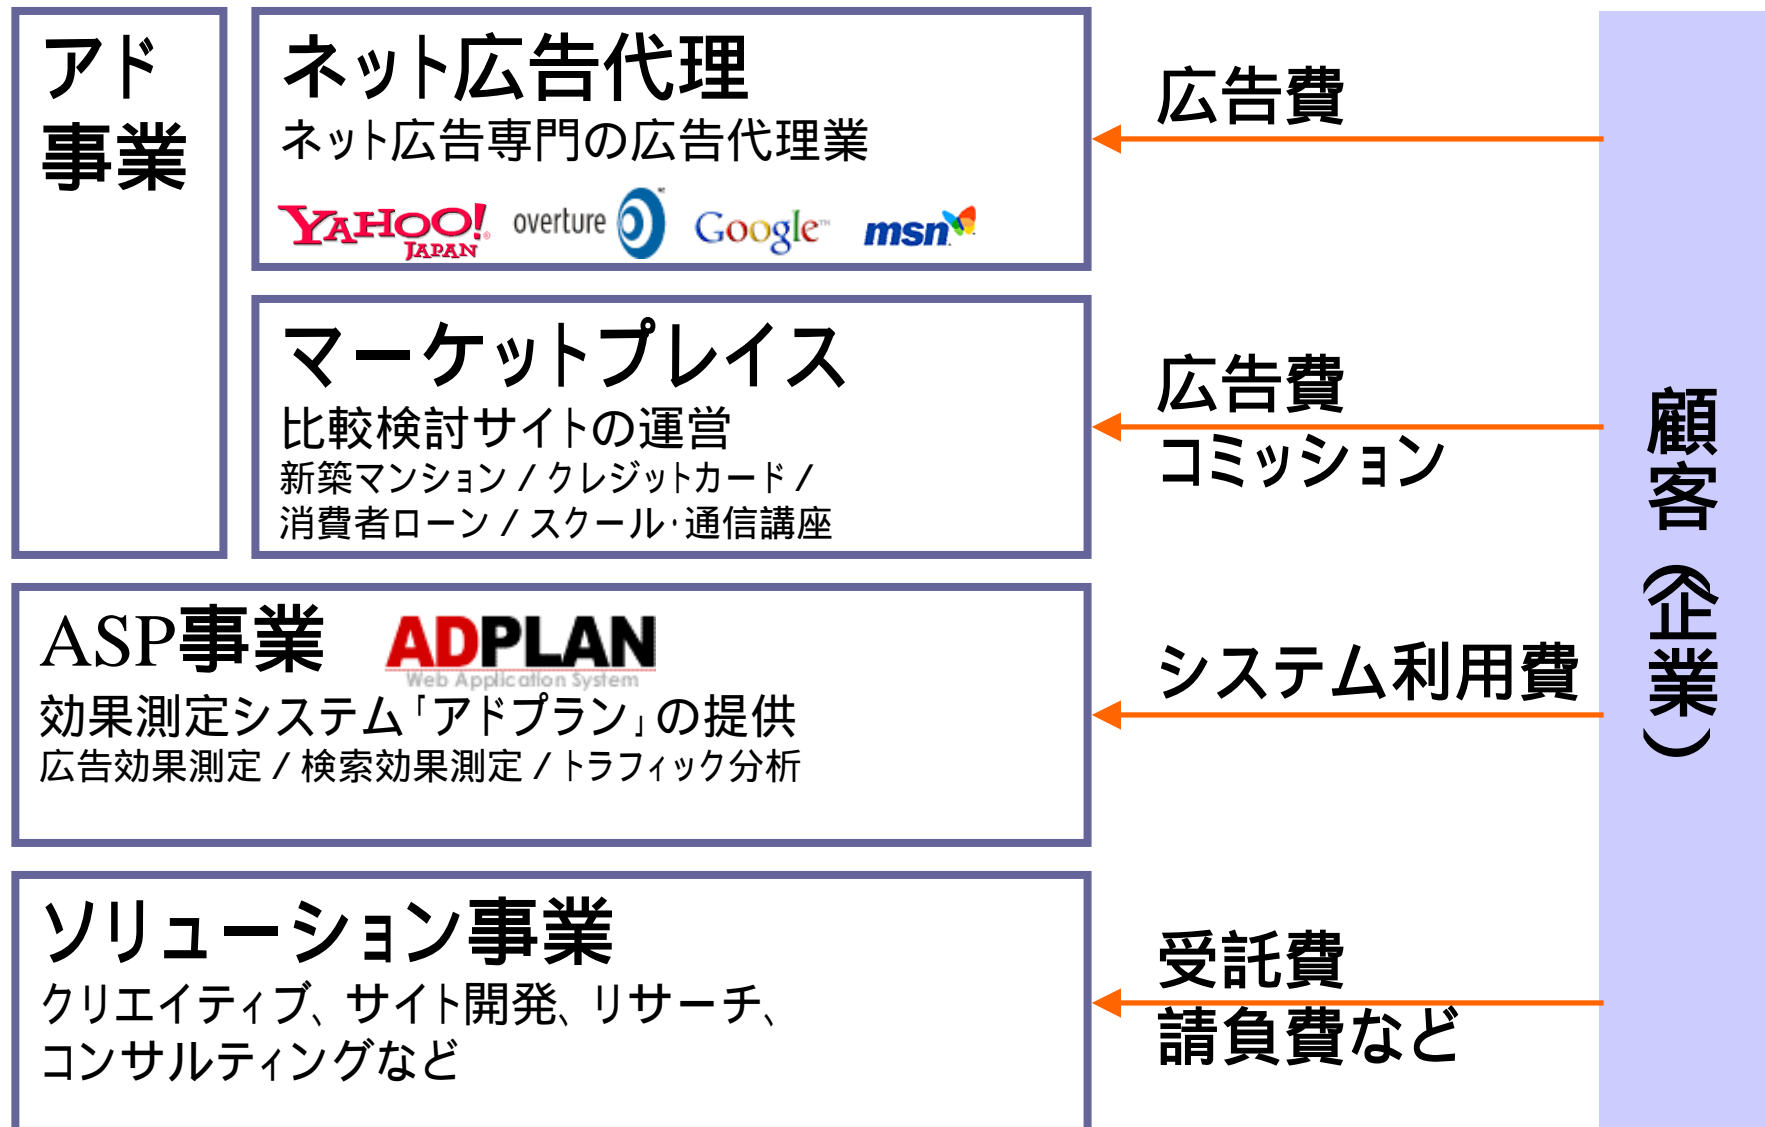 アド
事業
ネット広告代理
ネット広告専門の広告代理業
YAHOO!
JAPAN
overture
Google™
msn
広告費
マーケットプレイス
比較検討サイトの運営
新築マンション / クレジットカード /
消費者ローン / スクール・通信講座
広告費
コミッション
ASP事業
ADPLAN
Web Application System
効果測定システム「アドプラン」の提供
広告効果測定 / 検索効果測定 / トラフィック分析
システム利用費
ソリューション事業
クリエイティブ、サイト開発、リサーチ、
コンサルティングなど
受託費
請負費など
顧客(企業)